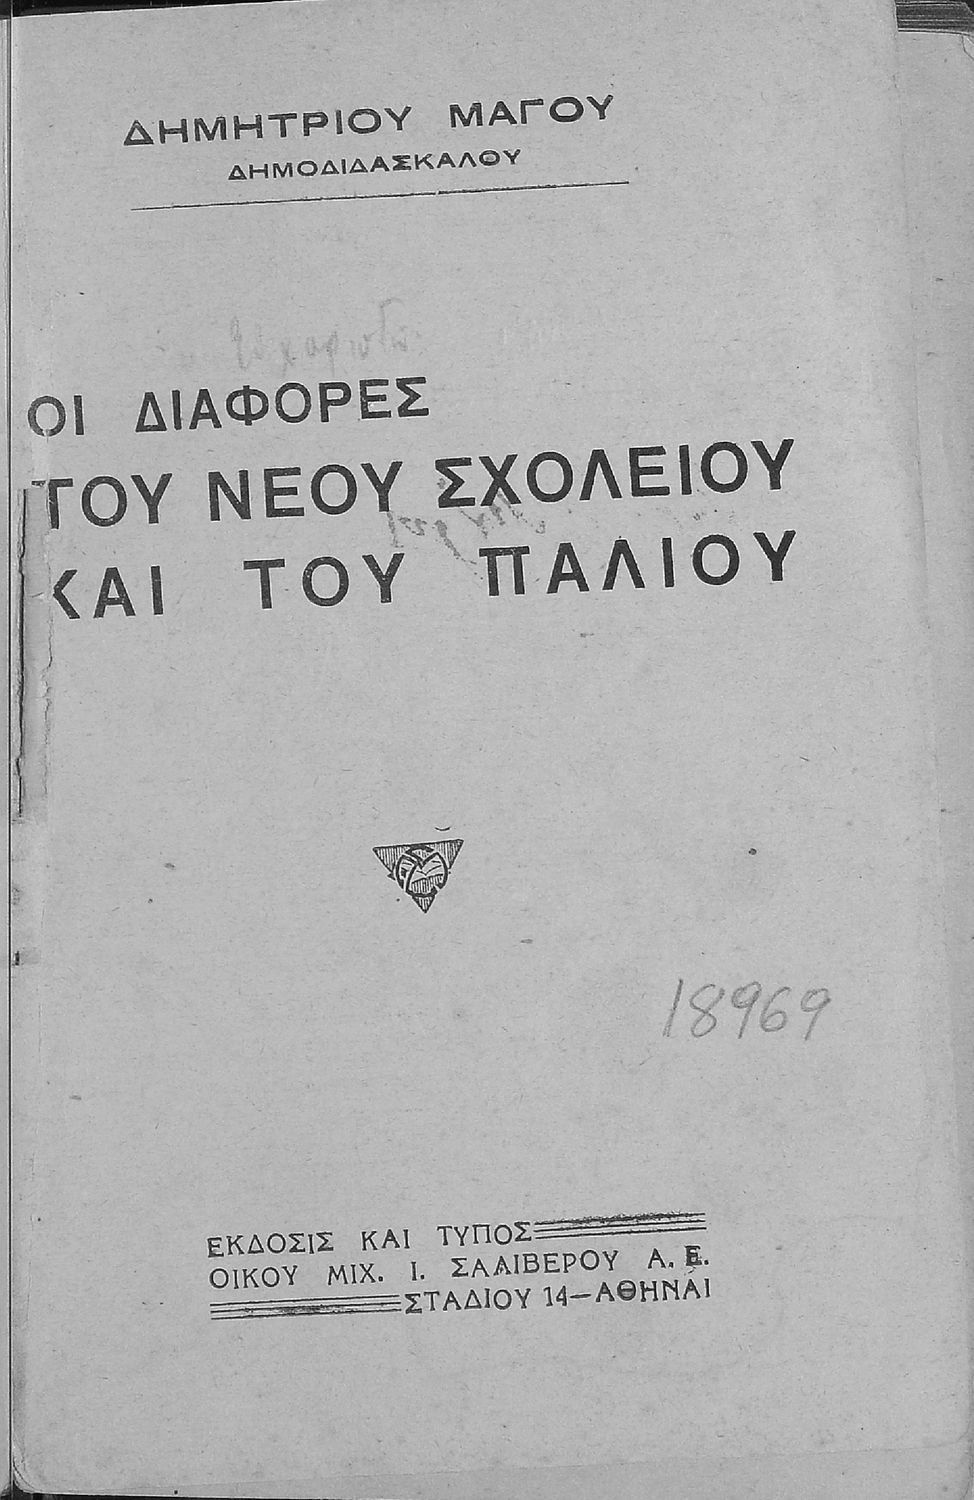 ΔΗΜΗΤΡΙΟΥ ΜΑΓΟΥ
ΔΗΜΟΔΙΔΑΣΚΑΛΟΥ
ΟΙ ΔΙΑΦΟΡΕΣ
ΤΟΥ ΝΕΟΥ ΣΧΟΛΕΙΟΥ
ΚΑΙ ΤΟΥ ΠΑΛΙΟΥ
18969
ΕΚΔΟΣΙΣ ΚΑΙ ΤΥΠΟΣ
ΟΙΚΟΥ ΜΙΧ. Ι. ΣΑΛΙΒΕΡΟΥ Α. Ε.
ΣΤΑΔΙΟΥ 14—ΑΘΗΝΑΙ